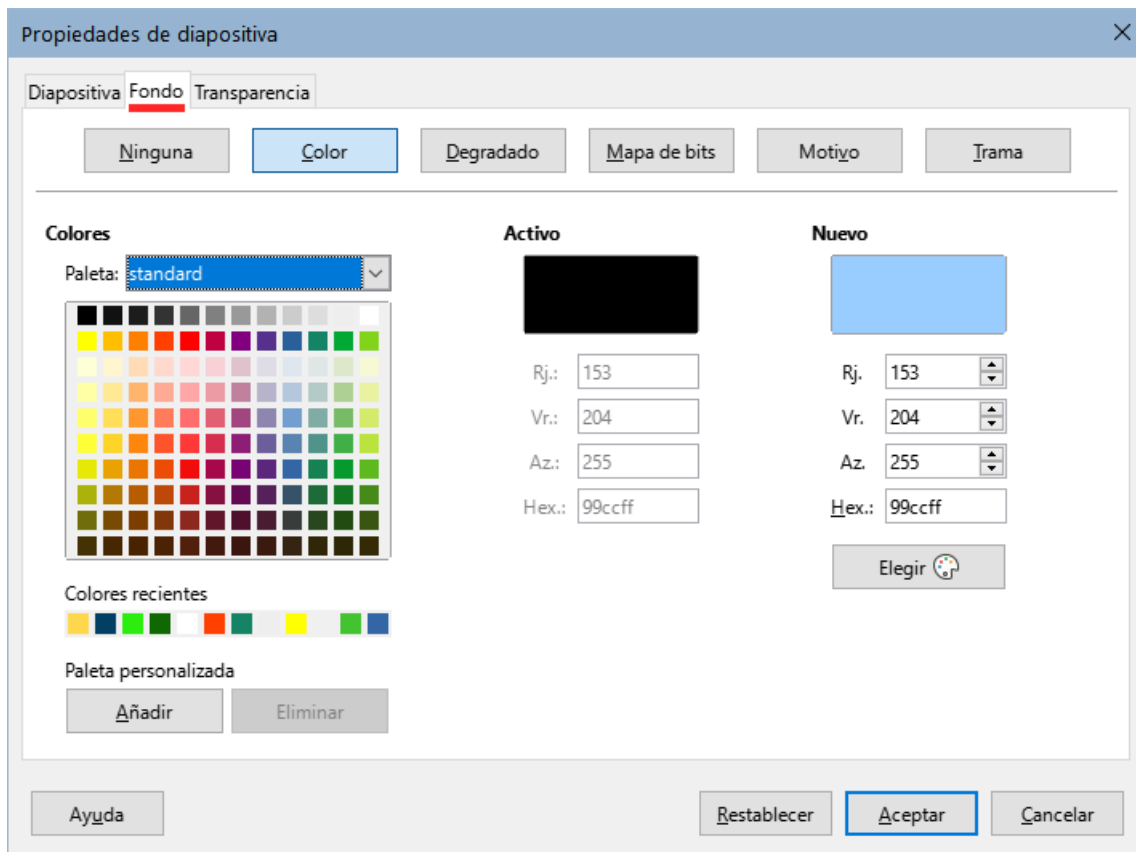 Propiedades de diapositiva
Diapositiva Fondo Transparencia
Ninguna Color Degradado Mapa de bits Motivo Trama
Colores Activo Nuevo
Paleta: standard
Rj.: 153 Rj. 153
Vr.: 204 Vr. 204
Az.: 255 Az. 255
Hex.: 99ccff Hex.: 99ccff
Elegir
Colores recientes
Paleta personalizada
Añadir Eliminar
Ayuda Restablecer Aceptar Cancelar